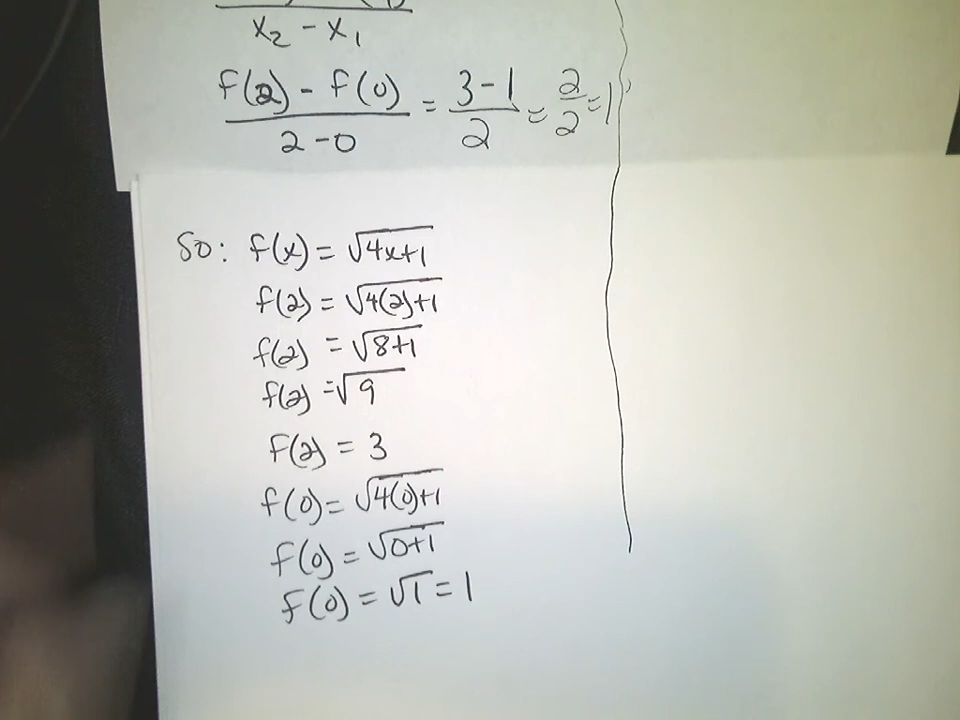 x₂ - x₁
f(2) - f(0) / 2 - 0 = 3 - 1 / 2 = 2 / 2 = 1
So: f(x) = √4x+1
f(2) = √4(2)+1
f(2) = √8+1
f(2) = √9
f(2) = 3
f(0) = √4(0)+1
f(0) = √0+1
f(0) = √1 = 1